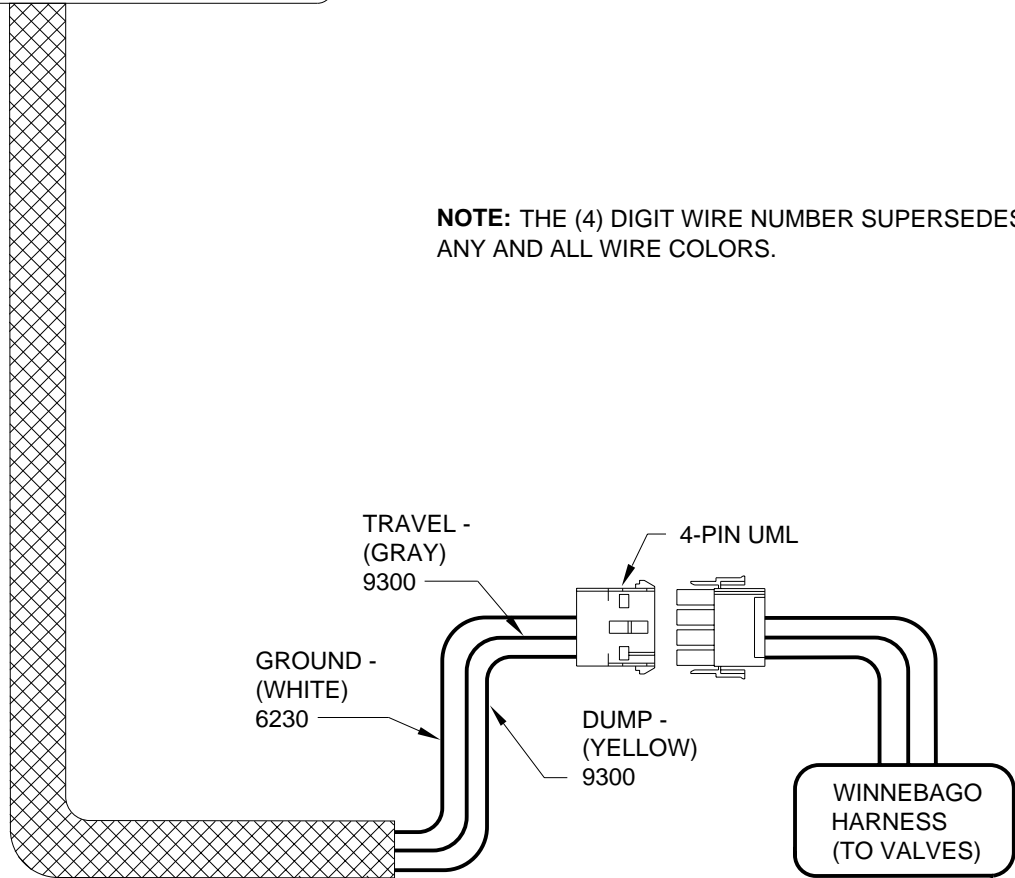 NOTE: THE (4) DIGIT WIRE NUMBER SUPERSEDES
ANY AND ALL WIRE COLORS.
TRAVEL -
(GRAY)
9300
4-PIN UML
GROUND -
(WHITE)
6230
DUMP -
(YELLOW)
9300
WINNEBAGO
HARNESS
(TO VALVES)